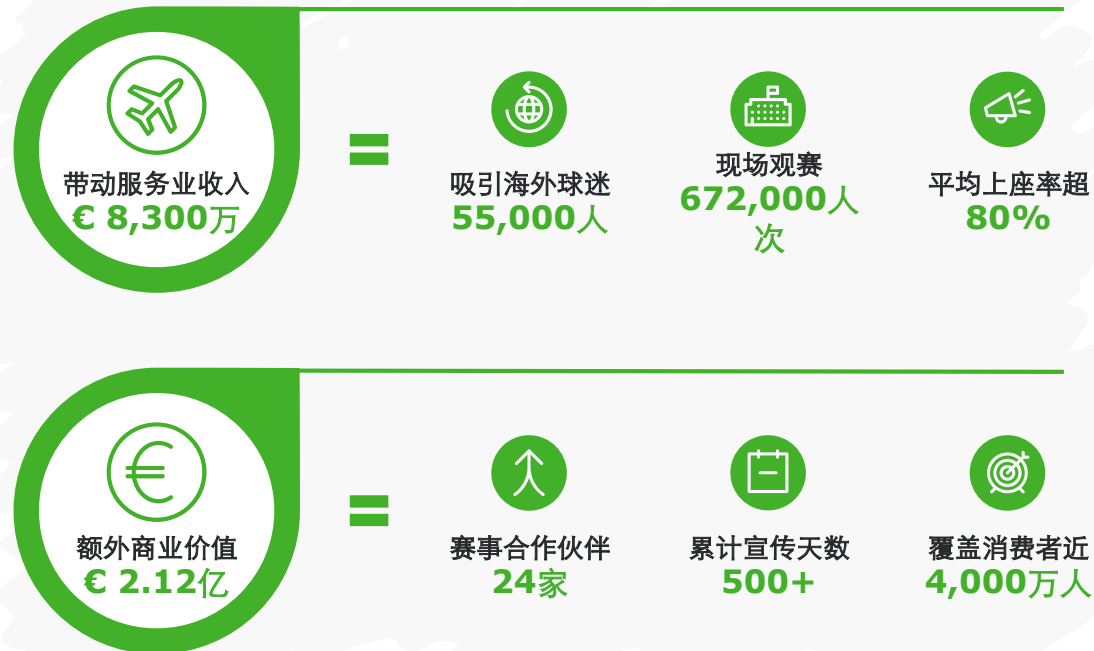 带动服务业收入
€ 8,300万
=
吸引海外球迷
55,000人
现场观赛
672,000人
次
平均上座率超
80%
额外商业价值
€ 2.12亿
=
赛事合作伙伴
24家
累计宣传天数
500+
覆盖消费者近
4,000万人